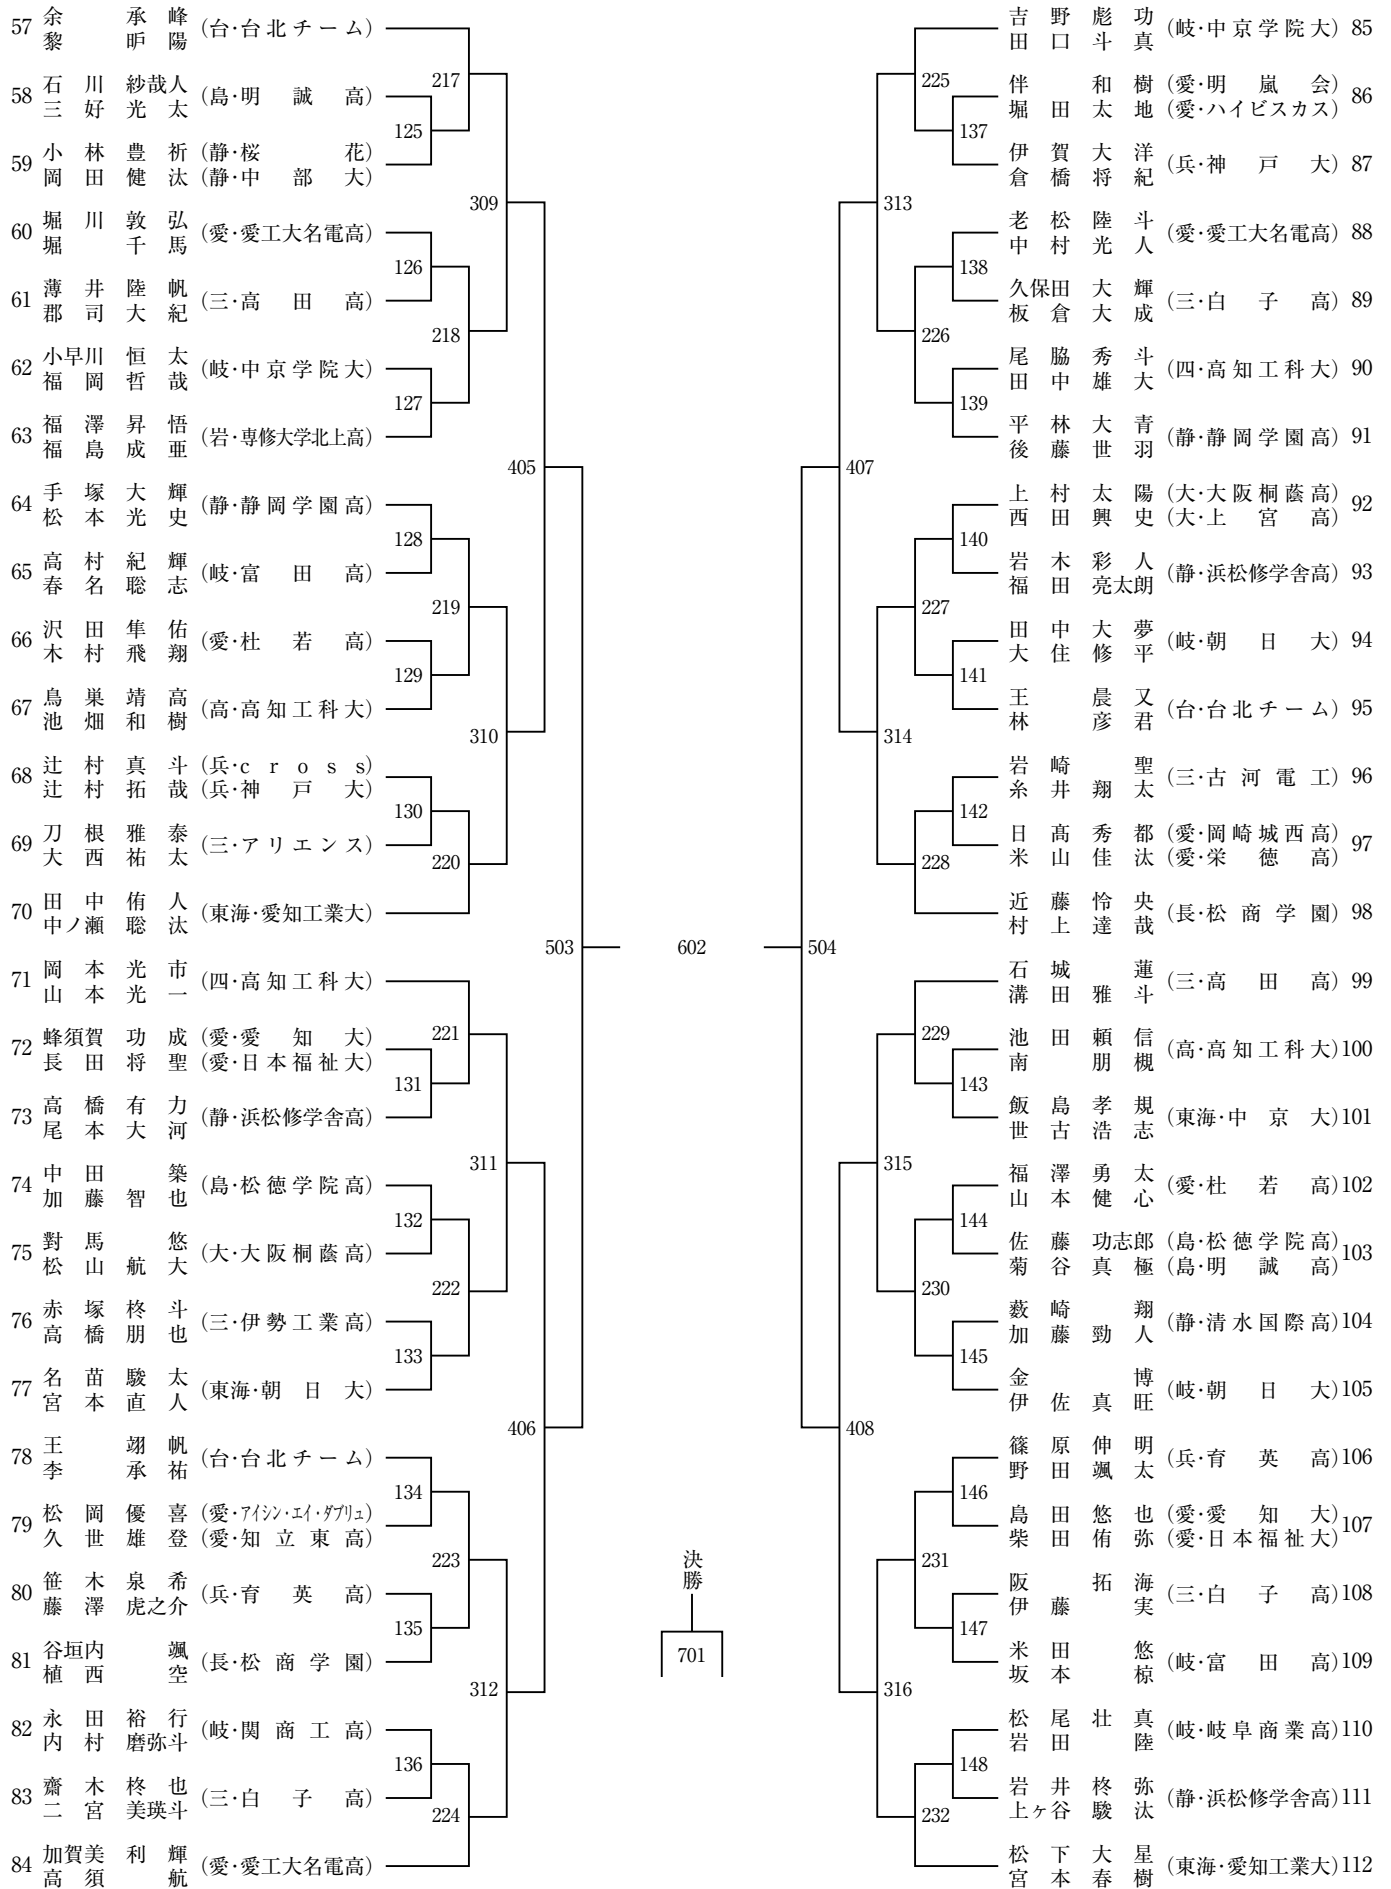 57 余 承峰 (台・台北チーム)
黎 昕陽
217
58 石川 紗哉人 (島・明誠高)
三好 光太
125
59 小林 豊祈 (静・桜花)
岡田 健汰 (静・中部大)
309
60 堀川 敦弘 (愛・愛工大名電高)
堀 千馬
126
61 薄井 陸帆 (三・高田高)
郡司 大紀
218
62 小早川 恒太 (岐・中京学院大)
福岡 哲哉
127
63 福澤 昇悟 (岩・専修大学北上高)
福島 成亜
405
64 手塚 大輝 (静・静岡学園高)
松本 光史
128
65 高村 紀輝 (岐・富田高)
春名 聡志
219
66 沢田 隼佑 (愛・杜若高)
木村 飛翔
129
67 鳥巣 靖高 (高・高知工科大)
池畑 和樹
310
68 辻村 真斗 (兵・cross)
辻村 拓哉 (兵・神戸大)
130
69 刀根 雅泰 (三・アリエンス)
大西 祐太
220
70 田中 侑人 (東海・愛知工業大)
中ノ瀬 聡汰
503
71 岡本 光市 (四・高知工科大)
山本 光一
221
72 蜂須賀 功成 (愛・愛知大)
長田 将聖 (愛・日本福祉大)
131
73 高橋 有力 (静・浜松修学舎高)
尾本 大河
311
74 中田 築 (島・松徳学院高)
加藤 智也
132
75 對馬 悠 (大・大阪桐蔭高)
松山 航大
222
76 赤塚 柊斗 (三・伊勢工業高)
高橋 朋也
133
77 名苗 駿太 (東海・朝日大)
宮本 直人
406
78 王 翊帆 (台・台北チーム)
李 承祐
134
79 松岡 優喜 (愛・アイシン・エイ・ダブリュ)
久世 雄登 (愛・知立東高)
223
80 笹木 泉希 (兵・育英高)
藤澤 虎之介
135
81 谷垣内 颯 (長・松商学園)
植西 空
312
82 永田 裕行 (岐・関商工高)
内村 磨弥斗
136
83 齋木 柊也 (三・白子高)
二宮 美瑛斗
224
84 加賀美 利輝 (愛・愛工大名電高)
高須 航
602
決勝
701
吉野 彪功 (岐・中京学院大) 85
田口 斗真
225
伴 和樹 (愛・明嵐会) 86
堀田 太地 (愛・ハイビスカス)
137
伊賀 大洋 (兵・神戸大) 87
倉橋 将紀
313
老松 陸斗 (愛・愛工大名電高) 88
中村 光人
138
久保田 大輝 (三・白子高) 89
板倉 大成
226
尾脇 秀斗 (四・高知工科大) 90
田中 雄大
139
平林 大青 (静・静岡学園高) 91
後藤 世羽
407
上村 太陽 (大・大阪桐蔭高) 92
西田 興史 (大・上宮高)
140
岩木 彩人 (静・浜松修学舎高) 93
福田 亮太朗
227
田中 大夢 (岐・朝日大) 94
大住 修平
141
王 晨又 (台・台北チーム) 95
林 彦君
314
岩崎 聖 (三・古河電工) 96
糸井 翔太
142
日髙 秀都 (愛・岡崎城西高) 97
米山 佳汰 (愛・栄徳高)
228
近藤 怜央 (長・松商学園) 98
村上 達哉
504
石城 蓮 (三・高田高) 99
溝田 雅斗
229
池田 頼信 (高・高知工科大) 100
南 朋槻
143
飯島 孝規 (東海・中京大) 101
世古 浩志
315
福澤 勇太 (愛・杜若高) 102
山本 健心
144
佐藤 功志郎 (島・松徳学院高) 103
菊谷 真極 (島・明誠高)
230
薮崎 翔 (静・清水国際高) 104
加藤 勁人
145
金 博 (岐・朝日大) 105
伊佐 真旺
408
篠原 伸明 (兵・育英高) 106
野田 颯太
146
島田 悠也 (愛・愛知大) 107
柴田 侑弥 (愛・日本福祉大)
231
阪 拓海 (三・白子高) 108
伊藤 実
147
米田 悠 (岐・富田高) 109
坂本 椋
316
松尾 壮真 (岐・岐阜商業高) 110
岩田 陸
148
岩井 柊弥 (静・浜松修学舎高) 111
上ヶ谷 駿汰
232
松下 大星 (東海・愛知工業大) 112
宮本 春樹